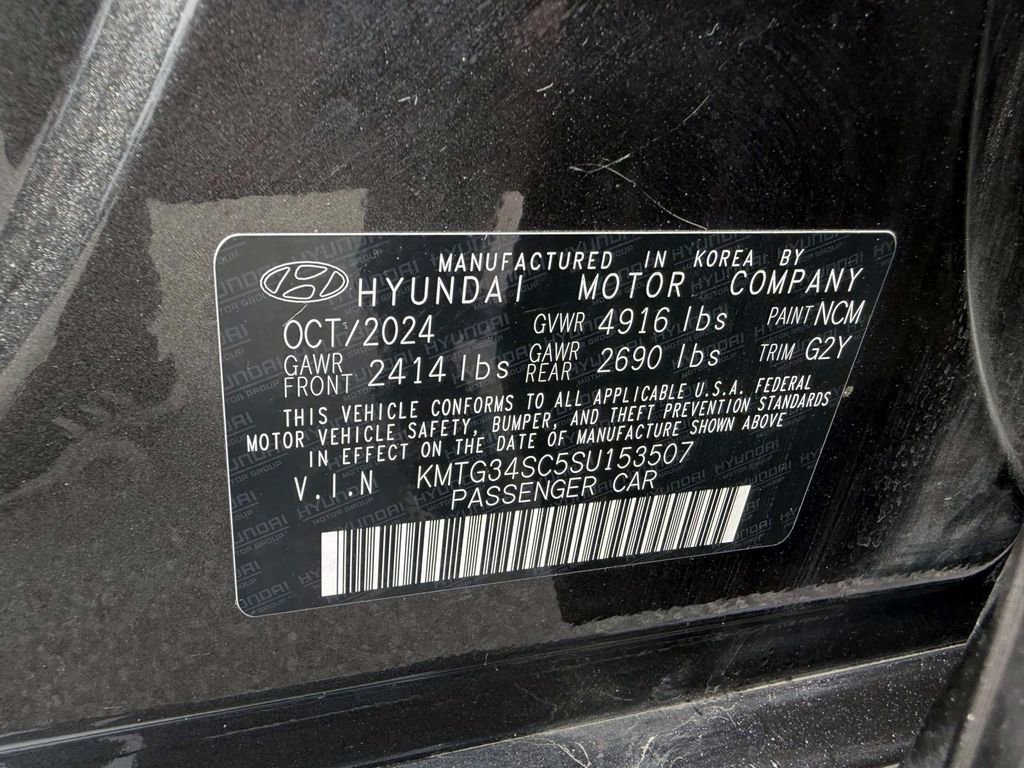 MANUFACTURED IN KOREA BY
HYUNDAI MOTOR COMPANY
OCT/2024 GVWR 4916 lbs PAINT NCM
GAWR FRONT 2414 lbs GAWR REAR 2690 lbs TRIM G2Y
THIS VEHICLE CONFORMS TO ALL APPLICABLE U.S.A. FEDERAL
MOTOR VEHICLE SAFETY, BUMPER, AND THEFT PREVENTION STANDARDS
IN EFFECT ON THE DATE OF MANUFACTURE SHOWN ABOVE
V.I.N KMTG34SC5SU153507
PASSENGER CAR